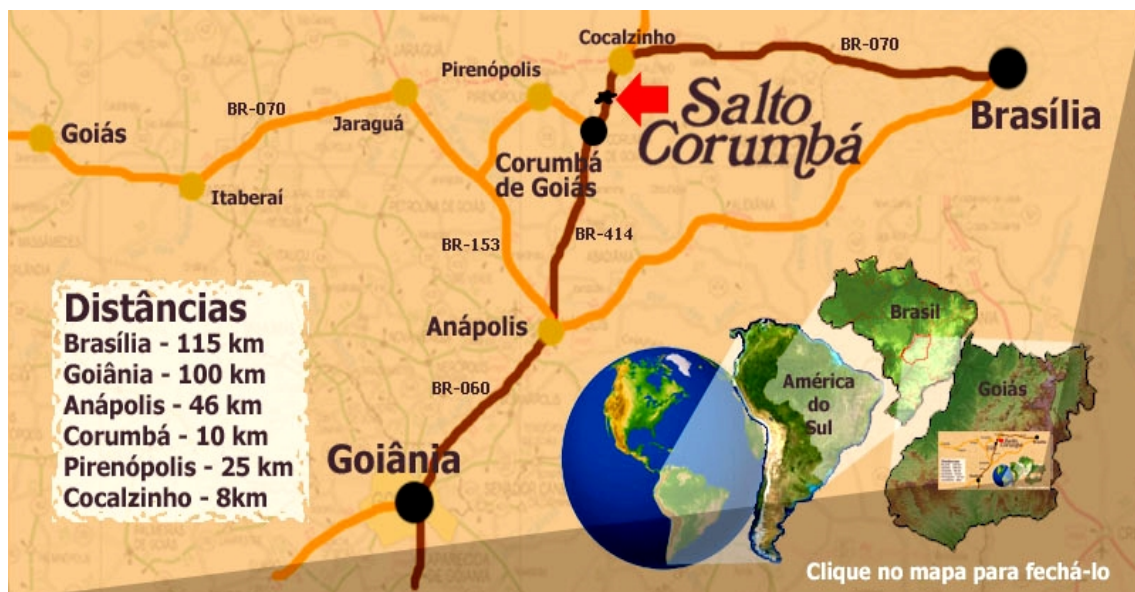 Cocalzinho
BR-070
Pirenópolis
Salto
Corumbá
Brasília
BR-070
Goiás
Jaraguá
Corumbá
de Goiás
Itaberaí
BR-153
BR-414
Distâncias
Brasília - 115 km
Goiânia - 100 km
Anápolis - 46 km
Corumbá - 10 km
Pirenópolis - 25 km
Cocalzinho - 8km
Anápolis
BR-060
Goiânia
Brasil
América
do
Sul
Goiás
Clique no mapa para fechá-lo